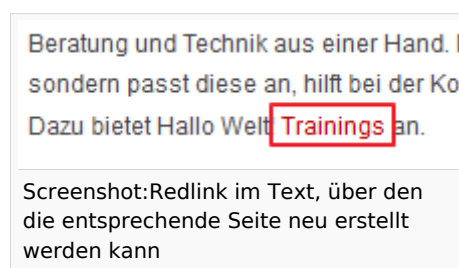 Beratung und Technik aus einer Hand.
sondern passt diese an, hilft bei der Ko
Dazu bietet Hallo Welt! Trainings an.
Screenshot:Redlink im Text, über den
die entsprechende Seite neu erstellt
werden kann